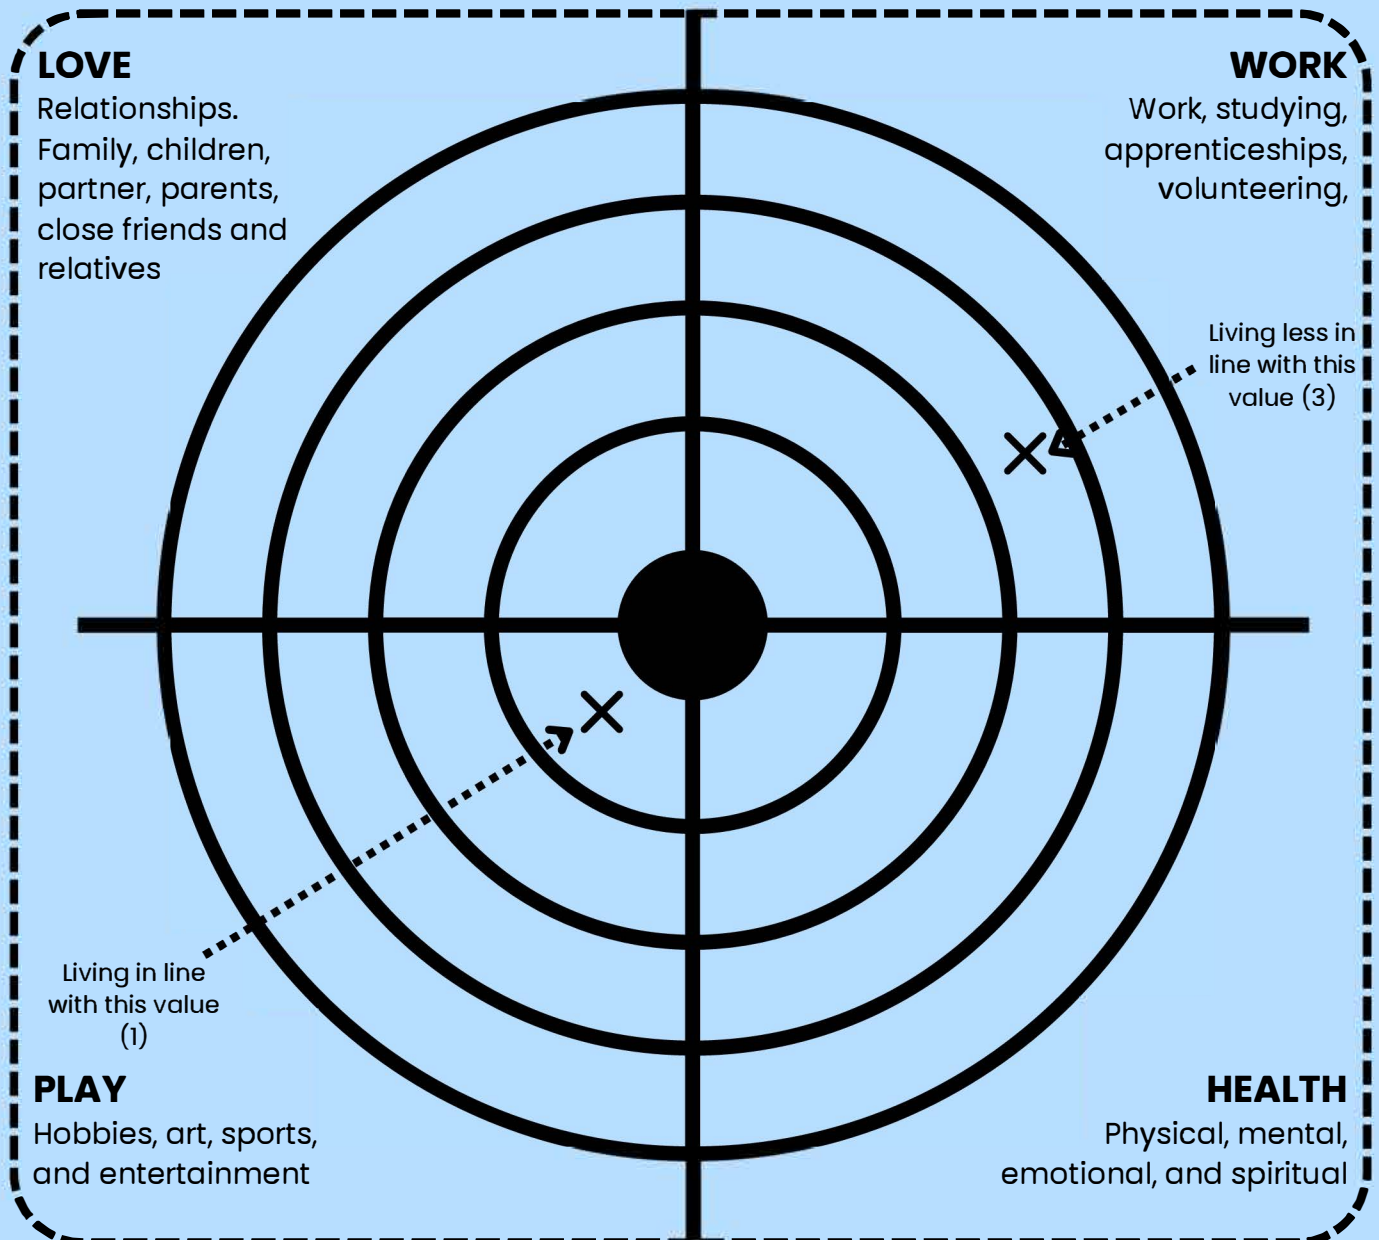 LOVE
Relationships.
Family, children,
partner, parents,
close friends and
relatives
WORK
Work, studying,
apprenticeships,
volunteering,
Living less in
line with this
value (3)
Living in line
with this value
(1)
PLAY
Hobbies, art, sports,
and entertainment
HEALTH
Physical, mental,
emotional, and spiritual